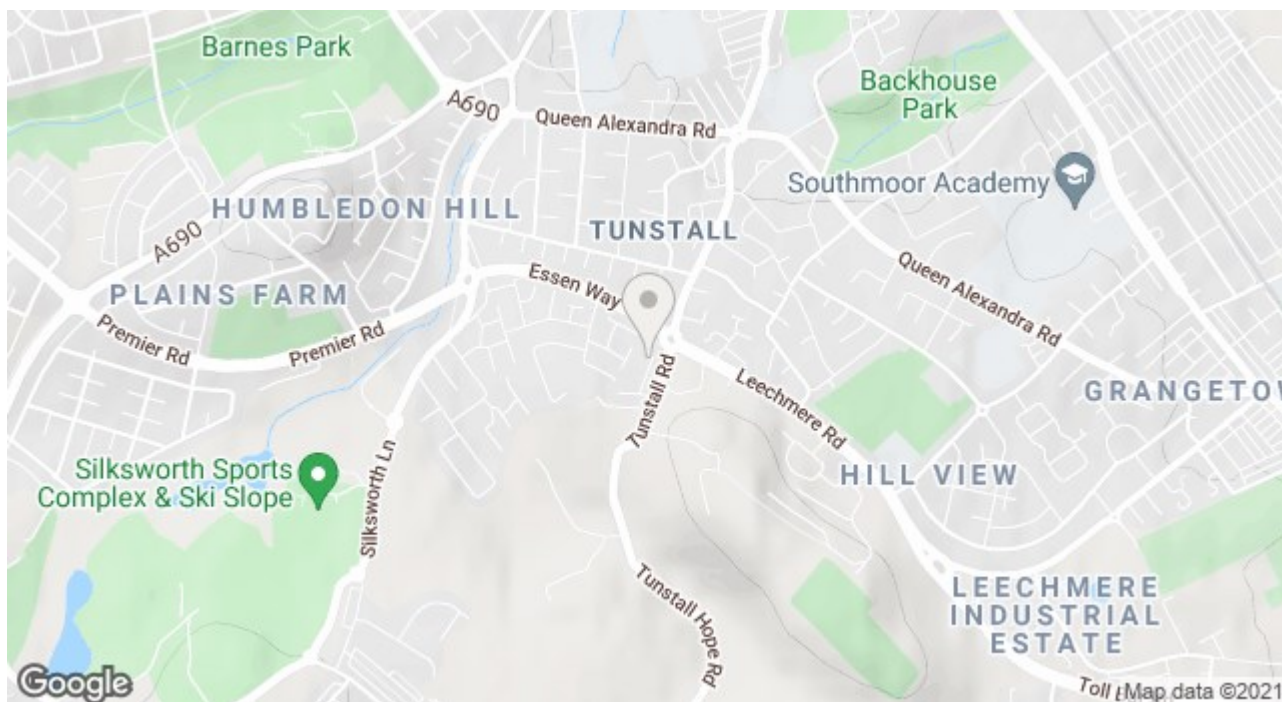 Barnes Park
Backhouse
Park
A690
Queen Alexandra Rd
Southmoor Academy
HUMBLEDON HILL
TUNSTALL
A690
Essen Way
Queen Alexandra Rd
PLAINS FARM
Premier Rd
Premier Rd
Leechmere Rd
GRANGETOW
Tunstall Rd
Silksworth Sports
Complex & Ski Slope
Silksworth Ln
HILL VIEW
Tunstall Hope Rd
LEECHMERE
INDUSTRIAL
ESTATE
Google
Toll
Map data ©2021